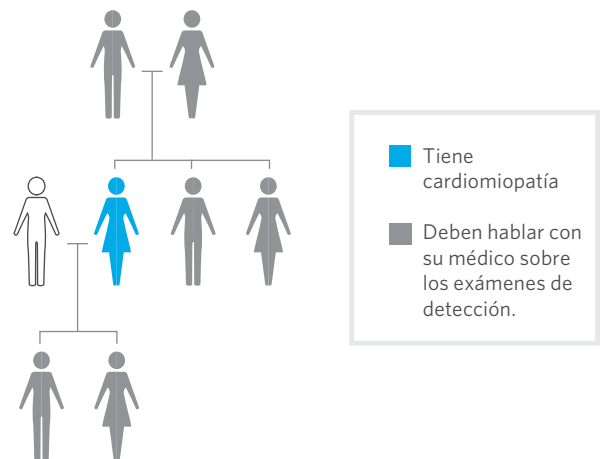 Tiene
cardiomiopatía
Deben hablar con
su médico sobre
los exámenes de
detección.